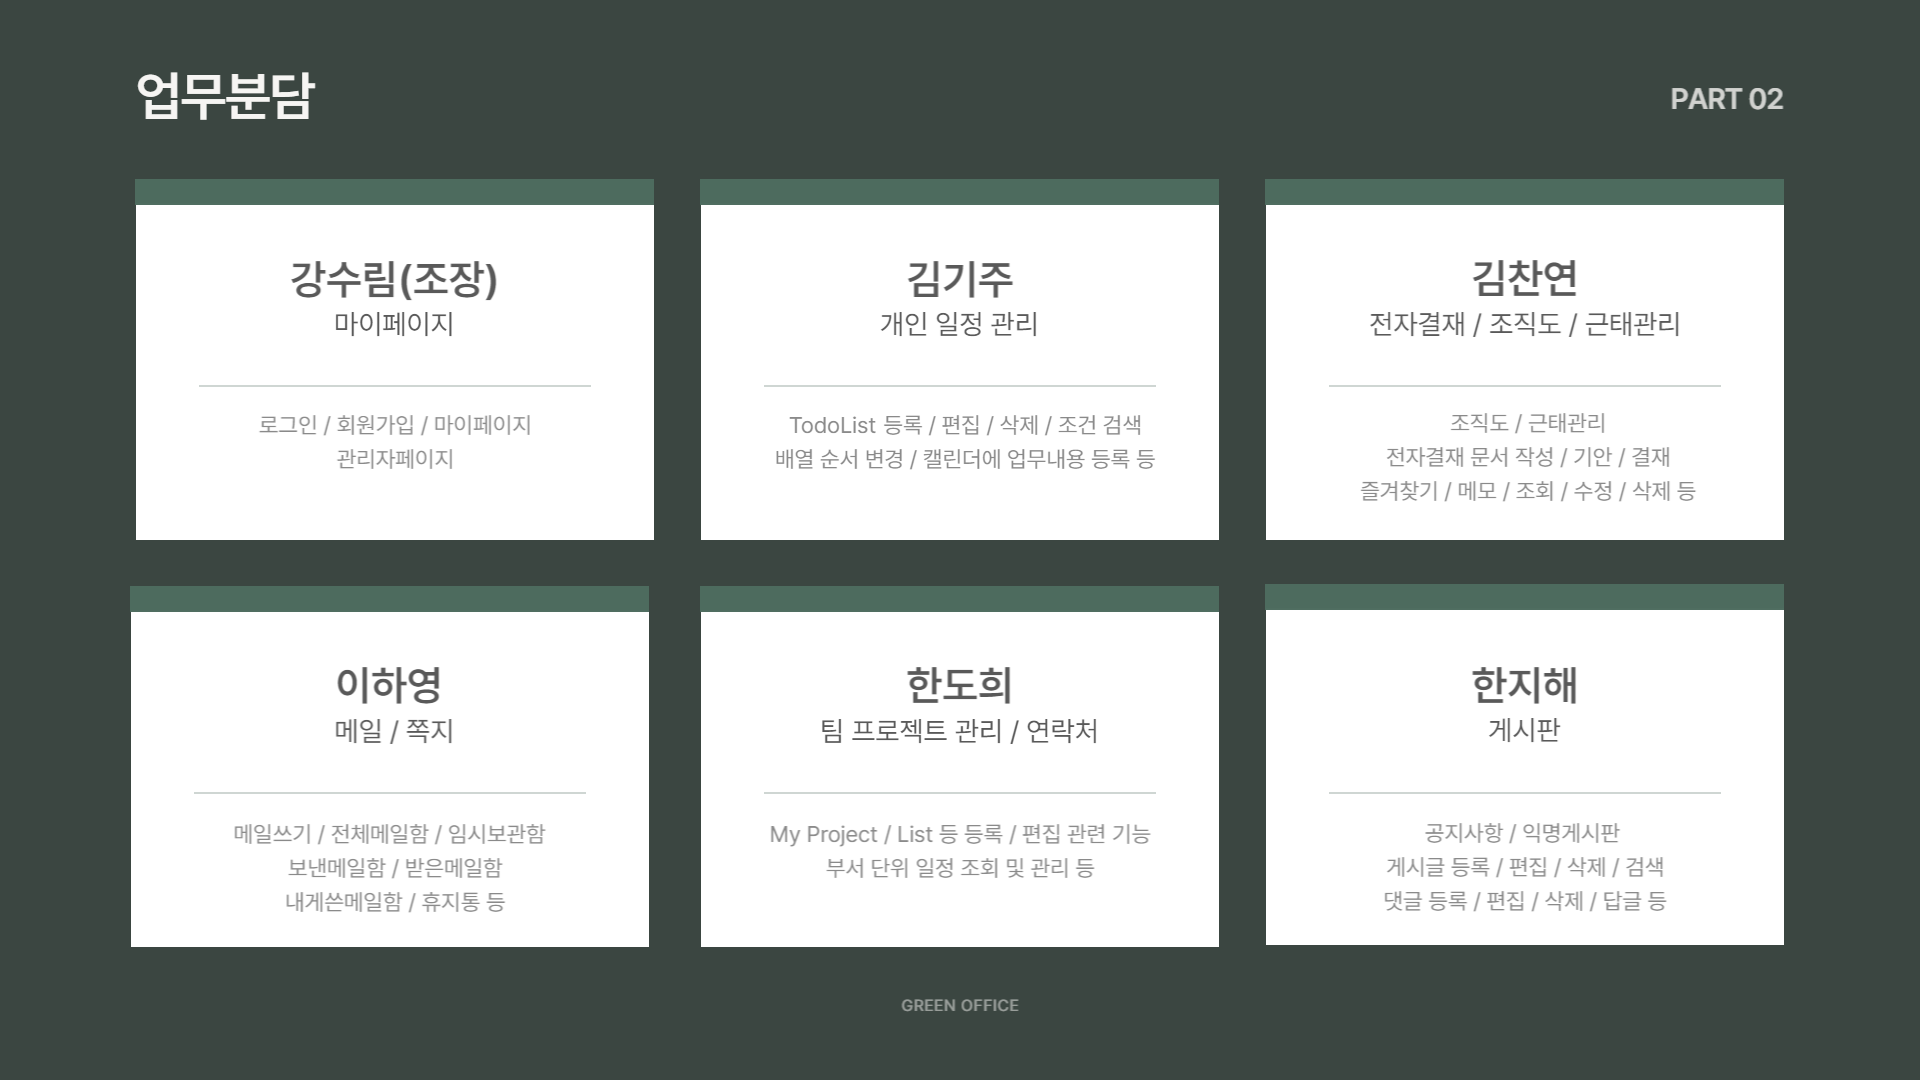 업무분담
PART 02
강수림(조장)
마이페이지
로그인 / 회원가입 / 마이페이지
관리자페이지
김기주
개인 일정 관리
TodoList 등록 / 편집 / 삭제 / 조건 검색
배열 순서 변경 / 캘린더에 업무내용 등록 등
김찬연
전자결재 / 조직도 / 근태관리
조직도 / 근태관리
전자결재 문서 작성 / 기안 / 결재
즐겨찾기 / 메모 / 조회 / 수정 / 삭제 등
이하영
메일 / 쪽지
메일쓰기 / 전체메일함 / 임시보관함
보낸메일함 / 받은메일함
내게쓴메일함 / 휴지통 등
한도희
팀 프로젝트 관리 / 연락처
My Project / List 등 등록 / 편집 관련 기능
부서 단위 일정 조회 및 관리 등
한지해
게시판
공지사항 / 익명게시판
게시글 등록 / 편집 / 삭제 / 검색
댓글 등록 / 편집 / 삭제 / 답글 등
GREEN OFFICE